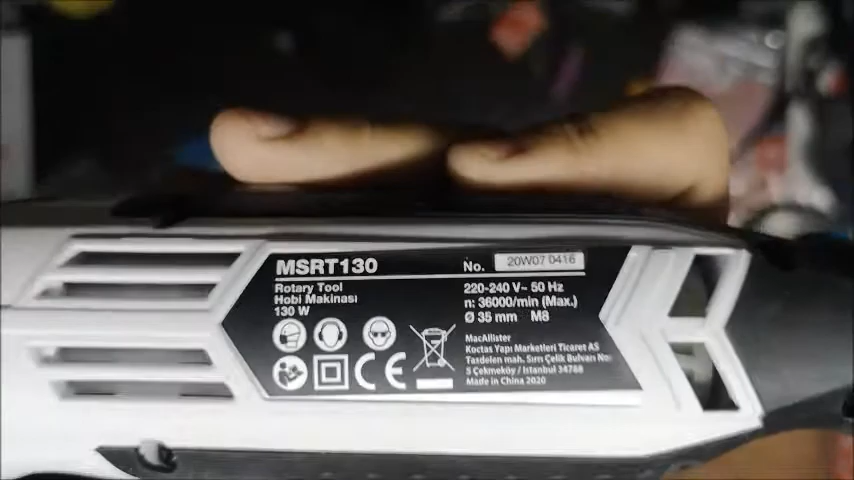 MSRT130
Rotary Tool
Hobi Makinası
130 W
No. 20W07 0416
220-240 V~ 50 Hz
n: 36000/min (Max.)
Ø 35 mm M8
MacAllister
Koctas Yapı Marketleri Ticaret AS
Tasdelen mah. Sırrı Çelik Bulvarı No:
5 Çekmeköy / Istanbul 34788
Made in China 2020
CE